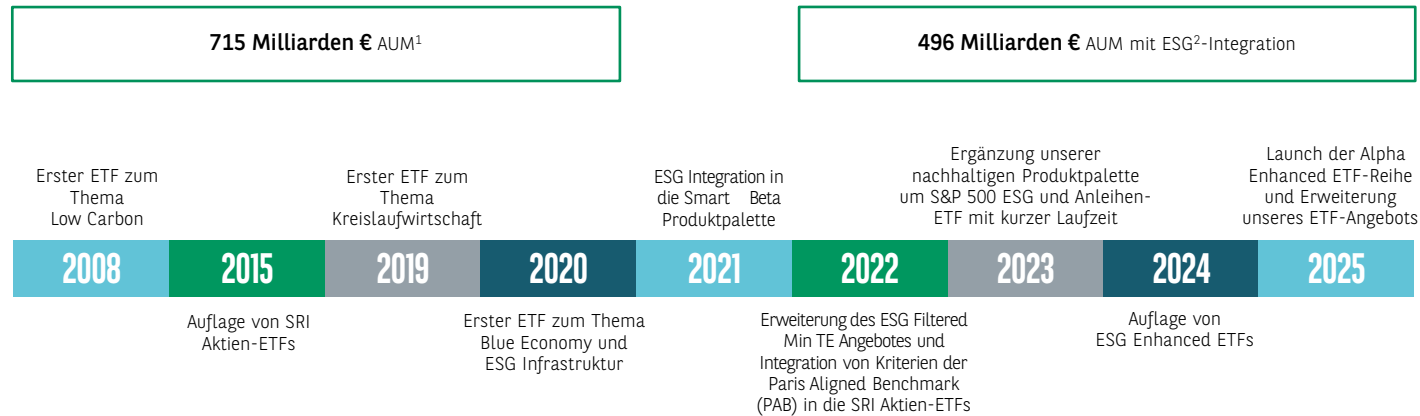 715 Milliarden € AUM¹
496 Milliarden € AUM mit ESG²-Integration
Erster ETF zum
Thema
Low Carbon
Erster ETF zum
Thema
Kreislaufwirtschaft
ESG Integration in
die Smart Beta
Produktpalette
Ergänzung unserer
nachhaltigen Produktpalette
um S&P 500 ESG und Anleihen-
ETF mit kurzer Laufzeit
Launch der Alpha
Enhanced ETF-Reihe
und Erweiterung
unseres ETF-Angebots
2008 2015 2019 2020 2021 2022 2023 2024 2025
Auflage von SRI
Aktien-ETFs
Erster ETF zum Thema
Blue Economy und
ESG Infrastruktur
Erweiterung des ESG Filtered
Min TE Angebotes und
Integration von Kriterien der
Paris Aligned Benchmark
(PAB) in die SRI Aktien-ETFs
Auflage von
ESG Enhanced ETFs